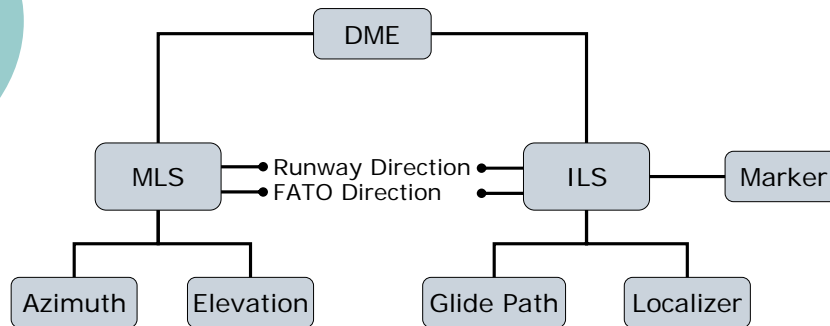 DME
MLS
Runway Direction
FATO Direction
ILS
Marker
Azimuth
Elevation
Glide Path
Localizer